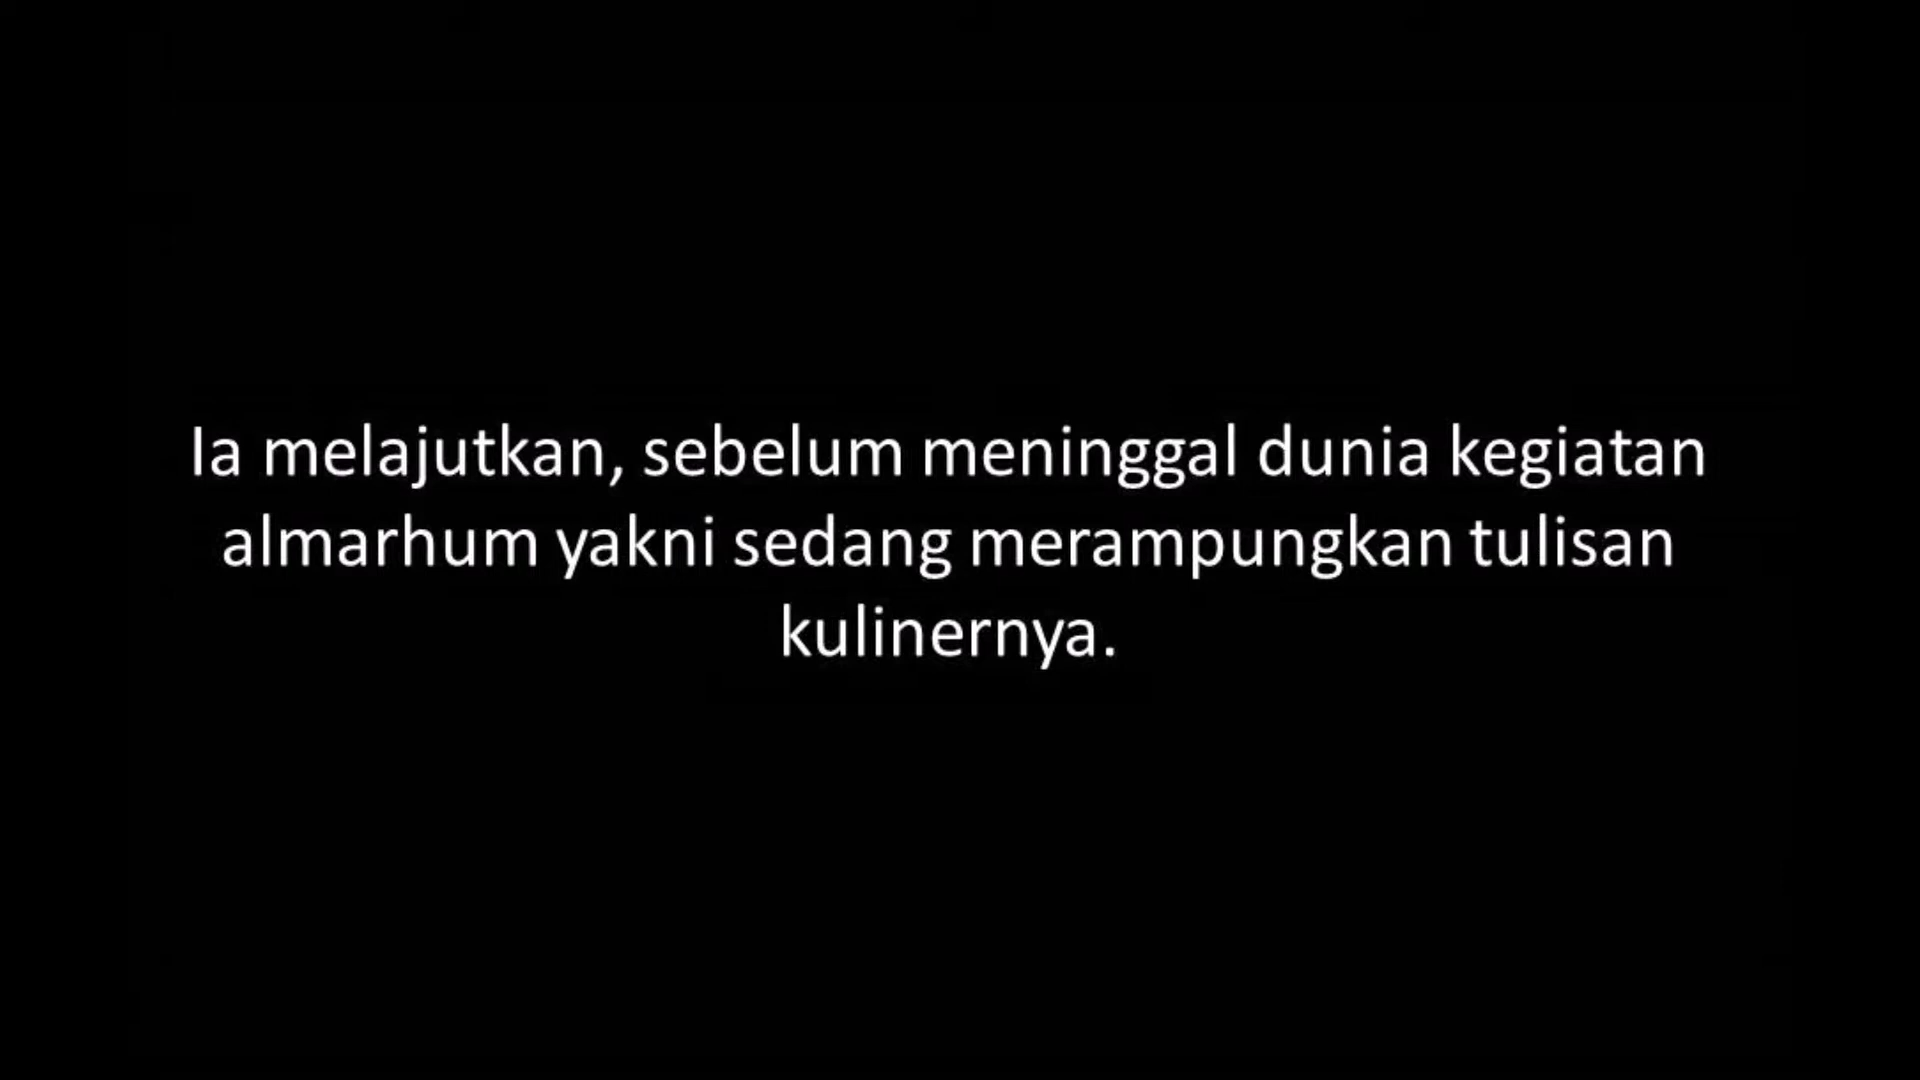 Ia melajutkan, sebelum meninggal dunia kegiatan
almarhum yakni sedang merampungkan tulisan
kulinernya.